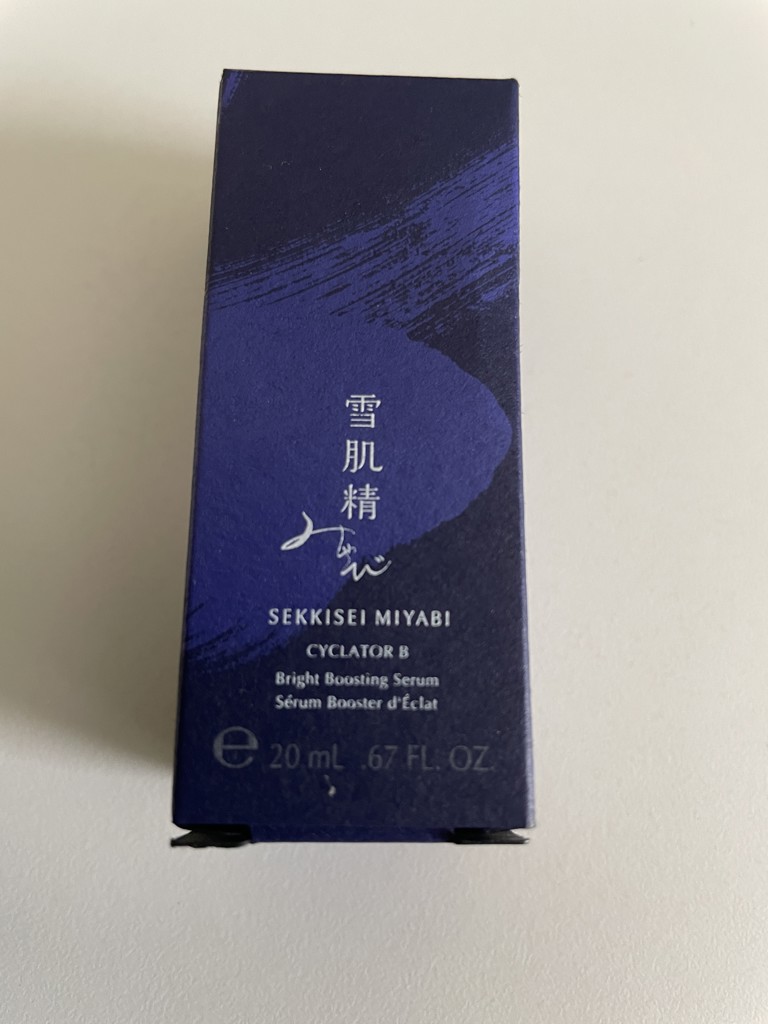 雪肌精
みやび
SEKKISEI MIYABI
CYCLATOR B
Bright Boosting Serum
Sérum Booster d'Éclat
℮ 20 mL .67 FL. OZ.